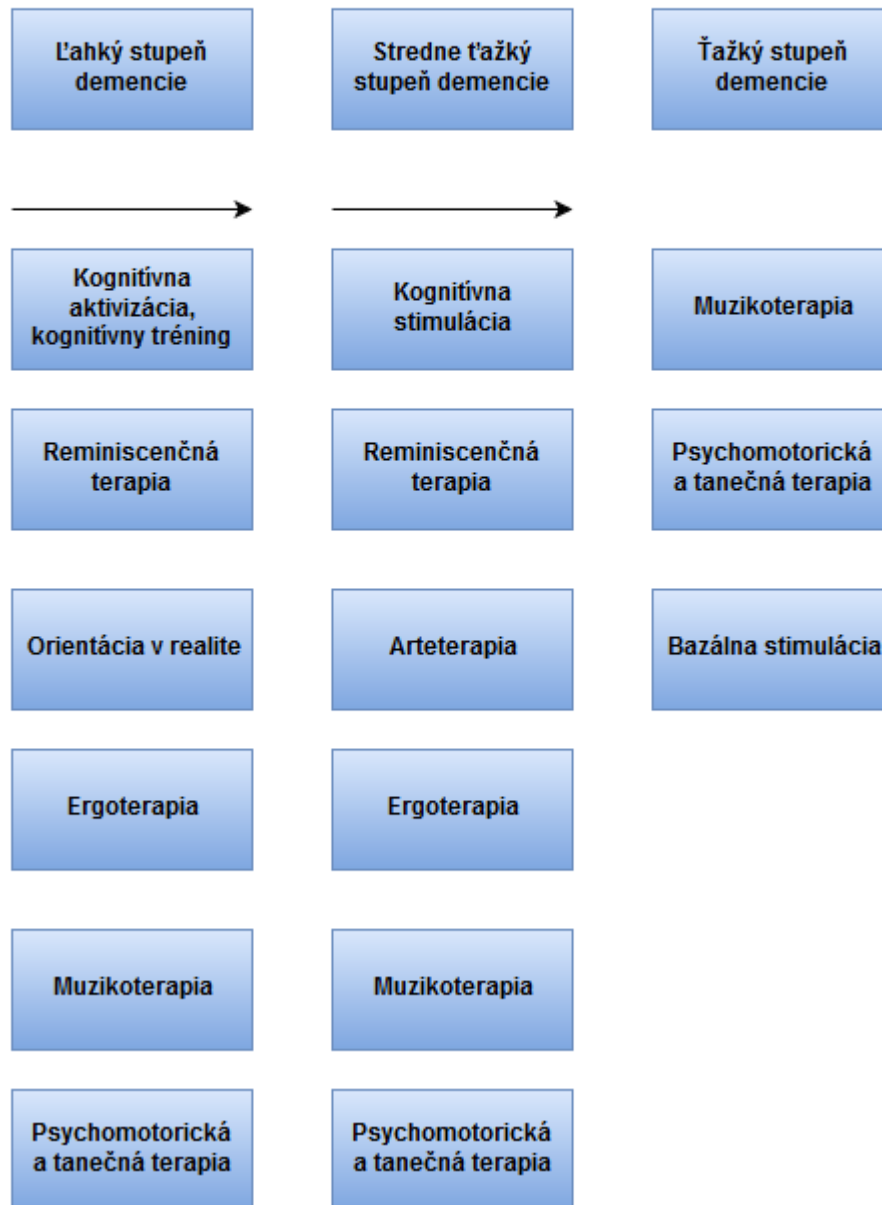 Ľahký stupeň
demencie
Stredne ťažký
stupeň demencie
Ťažký stupeň
demencie
Kognitívna
aktivizácia,
kognitívny tréning
Kognitívna
stimulácia
Muzikoterapia
Reminiscenčná
terapia
Reminiscenčná
terapia
Psychomotorická
a tanečná terapia
Orientácia v realite
Arteterapia
Bazálna stimulácia
Ergoterapia
Ergoterapia
Muzikoterapia
Muzikoterapia
Psychomotorická
a tanečná terapia
Psychomotorická
a tanečná terapia